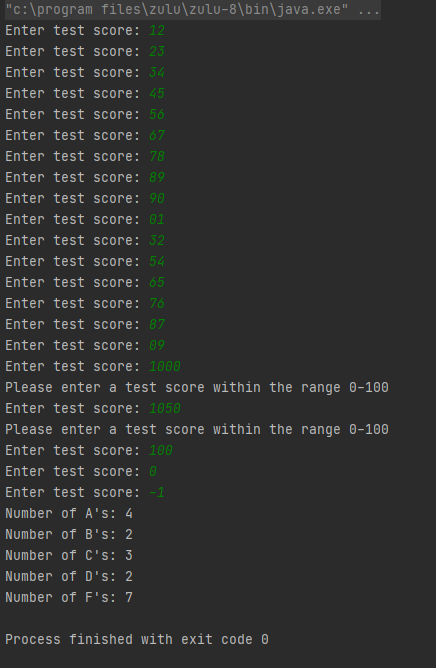 "c:\program files\zulu\zulu-8\bin\java.exe" ...
Enter test score: 12
Enter test score: 23
Enter test score: 34
Enter test score: 45
Enter test score: 56
Enter test score: 67
Enter test score: 78
Enter test score: 89
Enter test score: 90
Enter test score: 01
Enter test score: 32
Enter test score: 54
Enter test score: 65
Enter test score: 76
Enter test score: 87
Enter test score: 09
Enter test score: 1000
Please enter a test score within the range 0-100
Enter test score: 1050
Please enter a test score within the range 0-100
Enter test score: 100
Enter test score: 0
Enter test score: -1
Number of A's: 4
Number of B's: 2
Number of C's: 3
Number of D's: 2
Number of F's: 7
Process finished with exit code 0